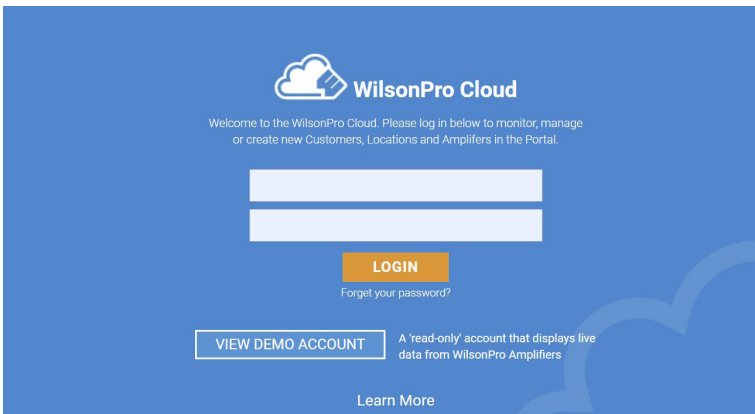 WilsonPro Cloud
Welcome to the WilsonPro Cloud. Please log in below to monitor, manage
or create new Customers, Locations and Amplifers in the Portal.
LOGIN
Forget your password?
VIEW DEMO ACCOUNT
A 'read-only' account that displays live
data from WilsonPro Amplifiers
Learn More